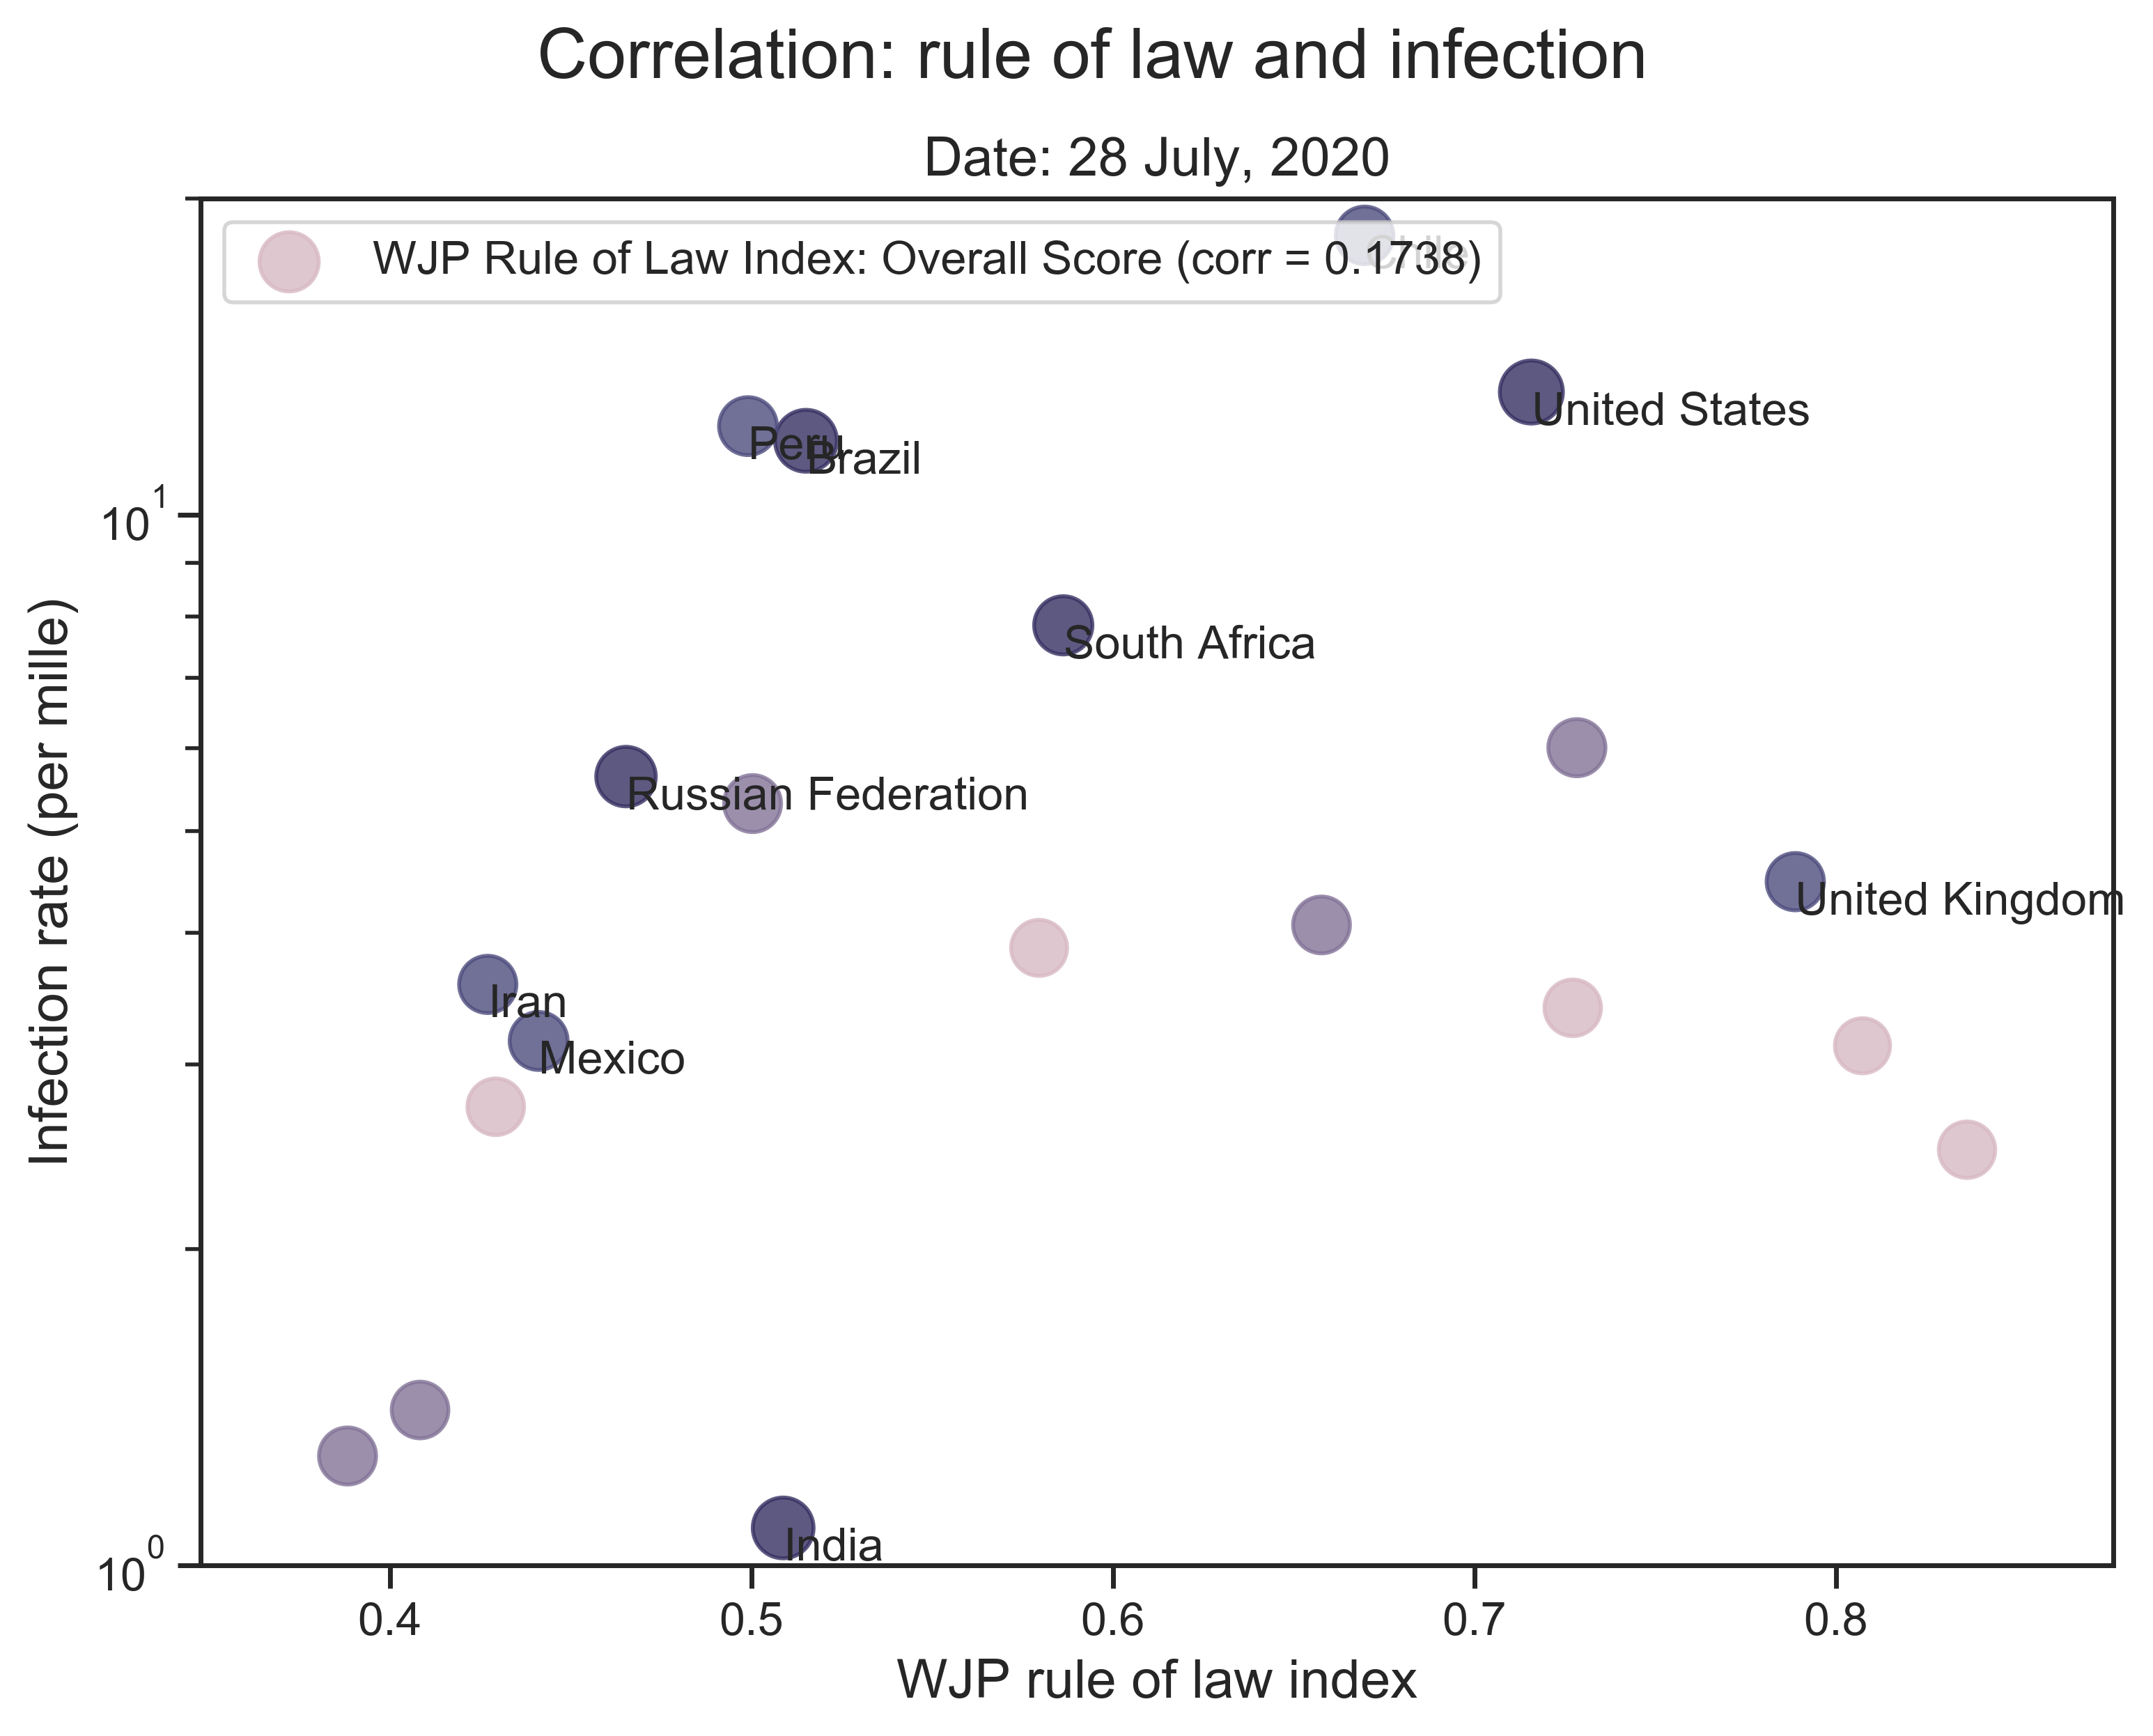 Correlation: rule of law and infection
Date: 28 July, 2020
WJP Rule of Law Index: Overall Score (corr = 0.1738)
Chile
United States
Peru
Brazil
10^1
South Africa
Infection rate (per mille)
Russian Federation
United Kingdom
Iran
Mexico
India
10^0
0.4 0.5 0.6 0.7 0.8
WJP rule of law index